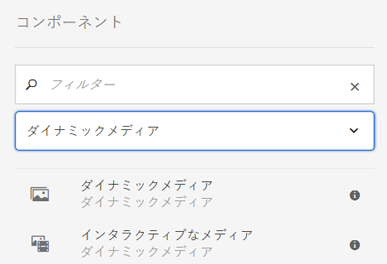 コンポーネント
フィルター
ダイナミックメディア
ダイナミックメディア
ダイナミックメディア
インタラクティブなメディア
ダイナミックメディア